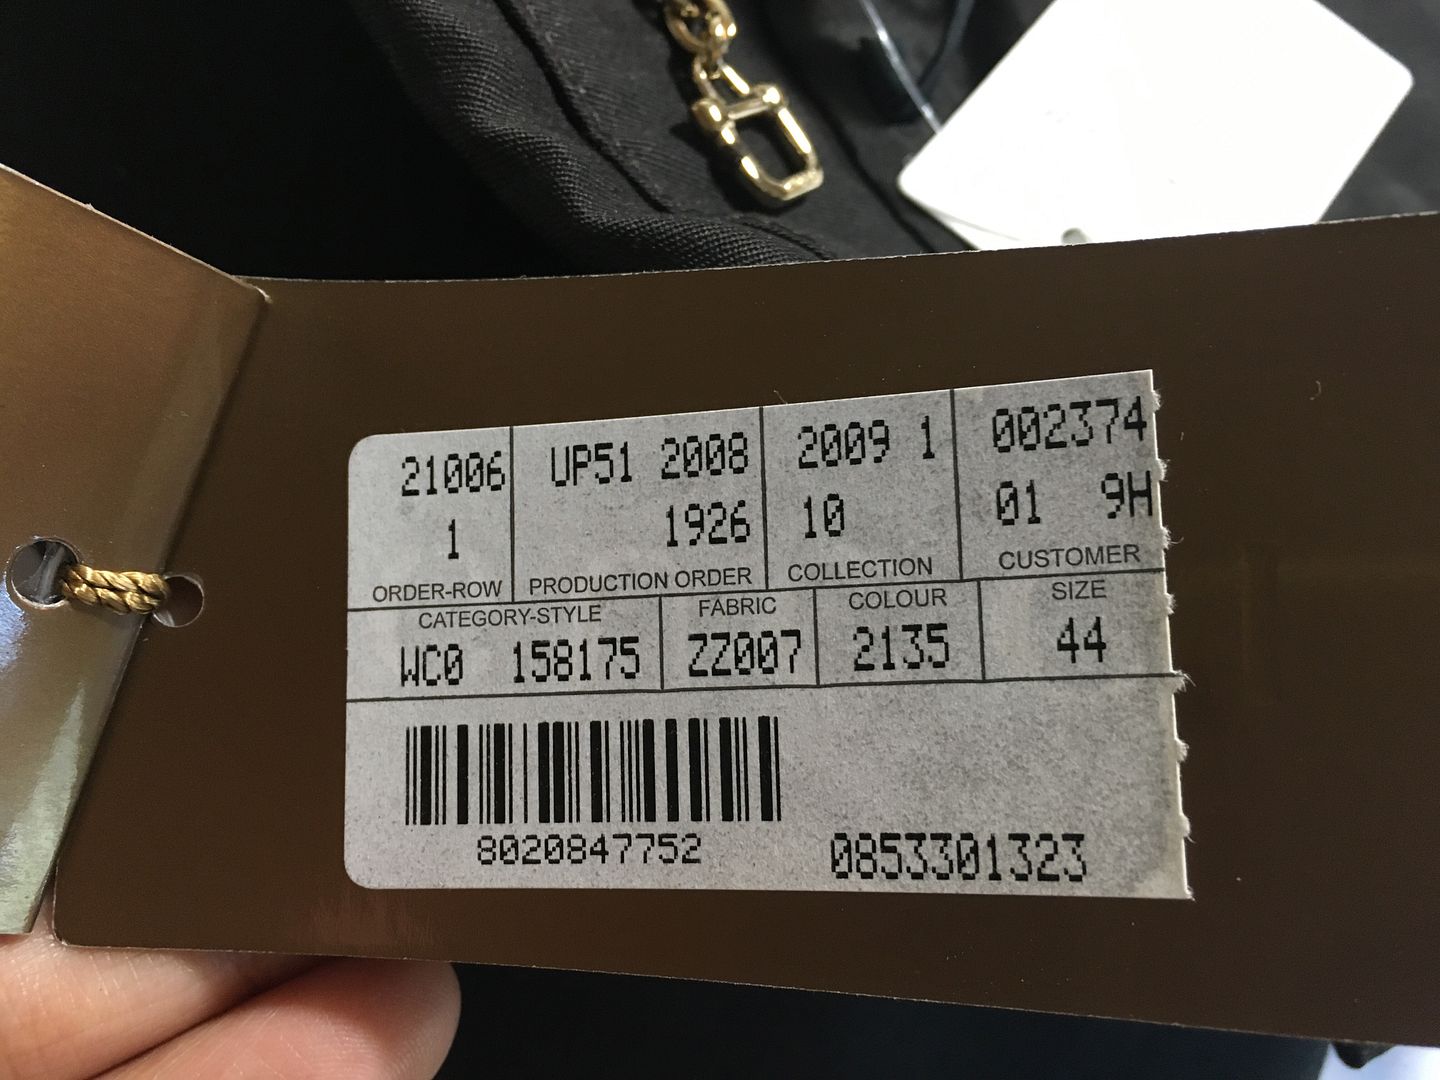 21006 UP51 2008 2009 1 002374
1 1926 10 01 9H
ORDER-ROW PRODUCTION ORDER COLLECTION CUSTOMER
CATEGORY-STYLE FABRIC COLOUR SIZE
WC0 158175 ZZ007 2135 44
8020847752 0853301323